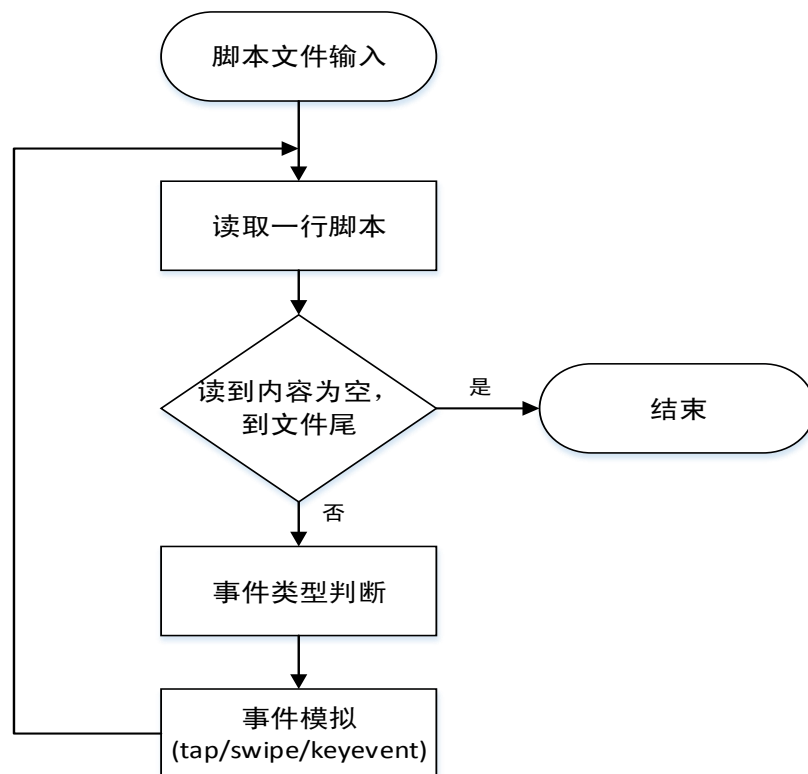 脚本文件输入
读取一行脚本
读到内容为空，
到文件尾
是
结束
否
事件类型判断
事件模拟
(tap/swipe/keyevent)